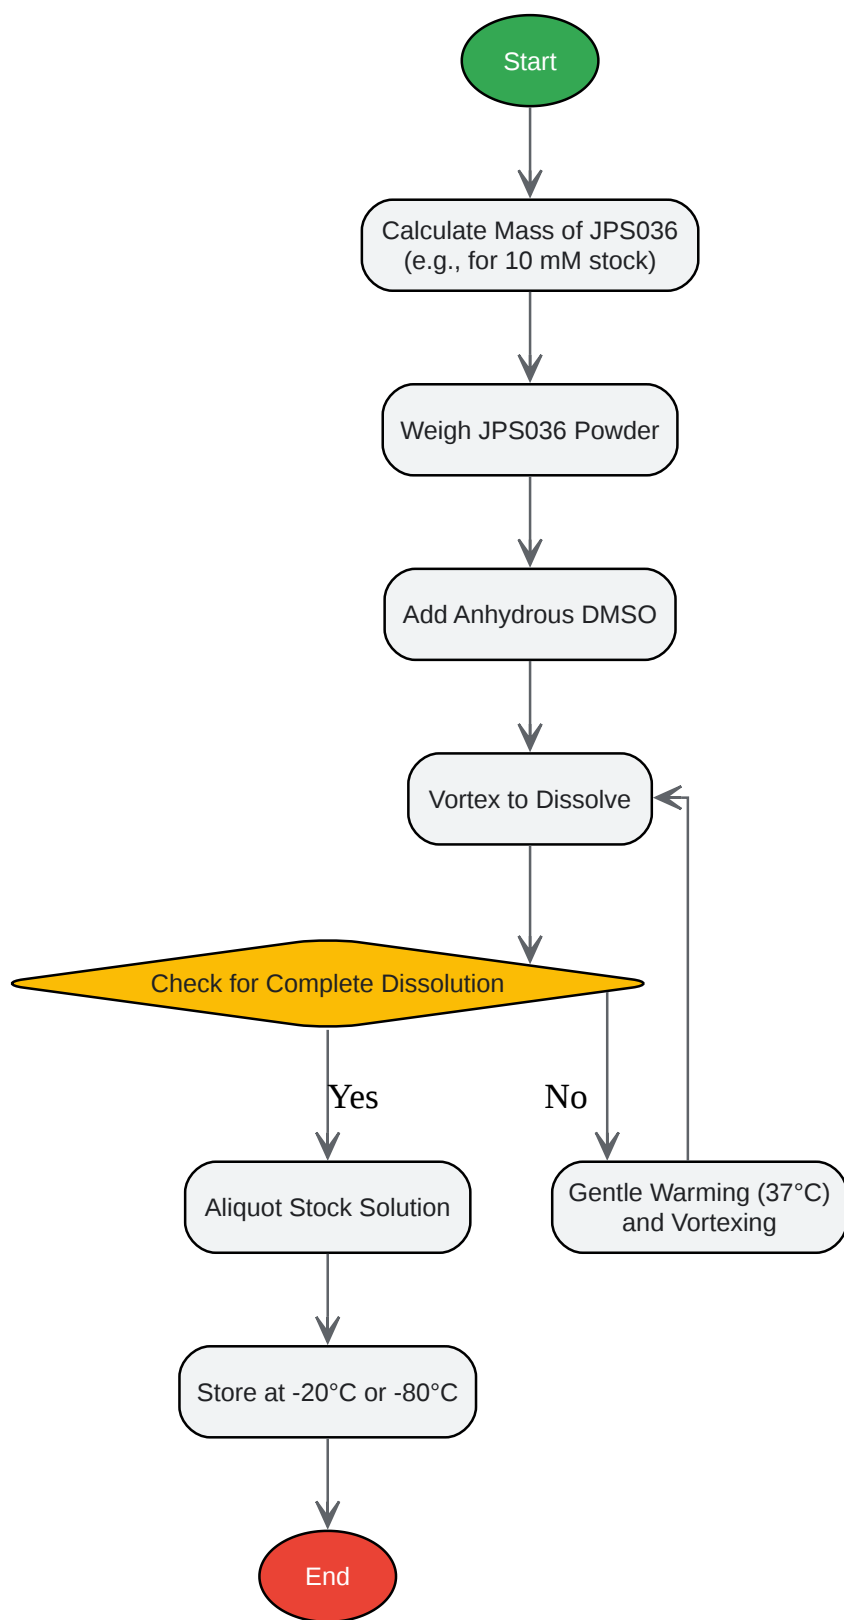 Start
Calculate Mass of JPS036
(e.g., for 10 mM stock)
Weigh JPS036 Powder
Add Anhydrous DMSO
Vortex to Dissolve
Check for Complete Dissolution
Yes
No
Aliquot Stock Solution
Gentle Warming (37°C)
and Vortexing
Store at -20°C or -80°C
End